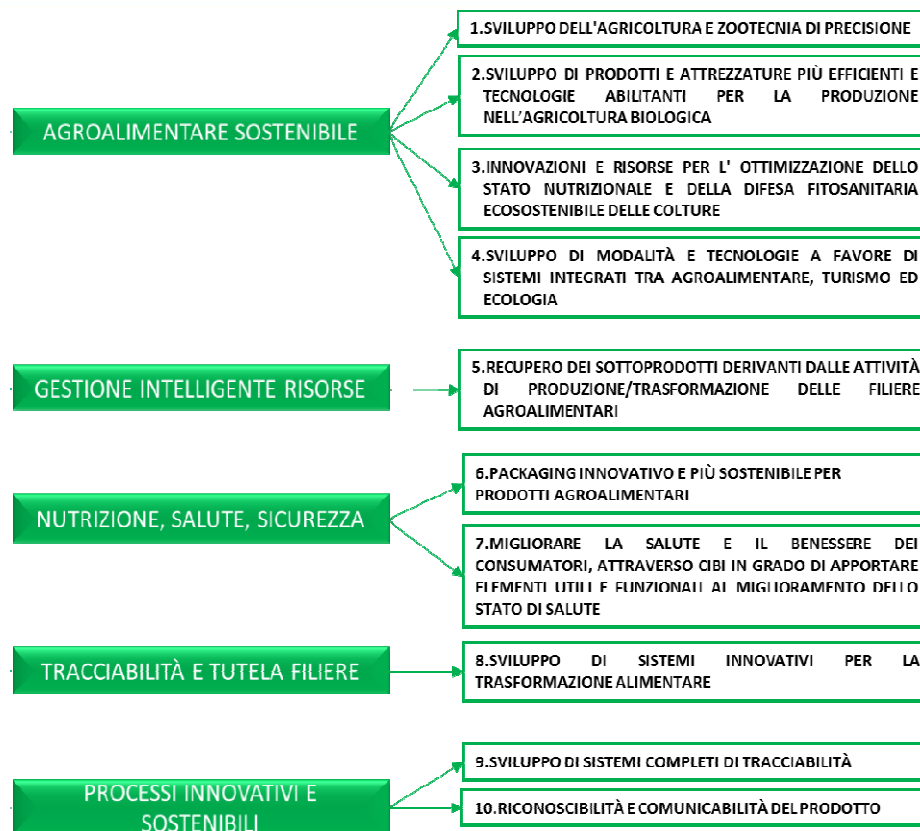 AGROALIMENTARE SOSTENIBILE
1.SVILUPPO DELL'AGRICOLTURA E ZOOTECNIA DI PRECISIONE
2.SVILUPPO DI PRODOTTI E ATTREZZATURE PIÙ EFFICIENTI E
TECNOLOGIE ABILITANTI PER LA PRODUZIONE
NELL'AGRICOLTURA BIOLOGICA
3.INNOVAZIONI E RISORSE PER L' OTTIMIZZAZIONE DELLO
STATO NUTRIZIONALE E DELLA DIFESA FITOSANITARIA
ECOSOSTENIBILE DELLE COLTURE
4.SVILUPPO DI MODALITÀ E TECNOLOGIE A FAVORE DI
SISTEMI INTEGRATI TRA AGROALIMENTARE, TURISMO ED
ECOLOGIA
GESTIONE INTELLIGENTE RISORSE
5.RECUPERO DEI SOTTOPRODOTTI DERIVANTI DALLE ATTIVITÀ
DI PRODUZIONE/TRASFORMAZIONE DELLE FILIERE
AGROALIMENTARI
NUTRIZIONE, SALUTE, SICUREZZA
6.PACKAGING INNOVATIVO E PIÙ SOSTENIBILE PER
PRODOTTI AGROALIMENTARI
7.MIGLIORARE LA SALUTE E IL BENESSERE DEI
CONSUMATORI, ATTRAVERSO CIBI IN GRADO DI APPORTARE
ELEMENTI UTILI E FUNZIONALI AL MIGLIORAMENTO DELLO
STATO DI SALUTE
TRACCIABILITÀ E TUTELA FILIERE
8.SVILUPPO DI SISTEMI INNOVATIVI PER LA
TRASFORMAZIONE ALIMENTARE
PROCESSI INNOVATIVI E
SOSTENIBILI
9.SVILUPPO DI SISTEMI COMPLETI DI TRACCIABILITÀ
10.RICONOSCIBILITÀ E COMUNICABILITÀ DEL PRODOTTO